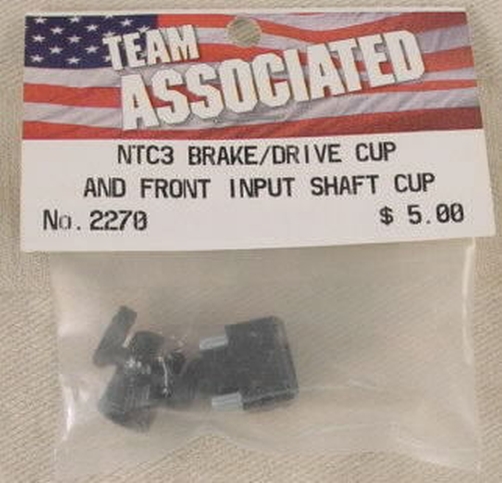 TEAM
ASSOCIATED
NTC3 BRAKE/DRIVE CUP
AND FRONT INPUT SHAFT CUP
No. 2270 $ 5.00